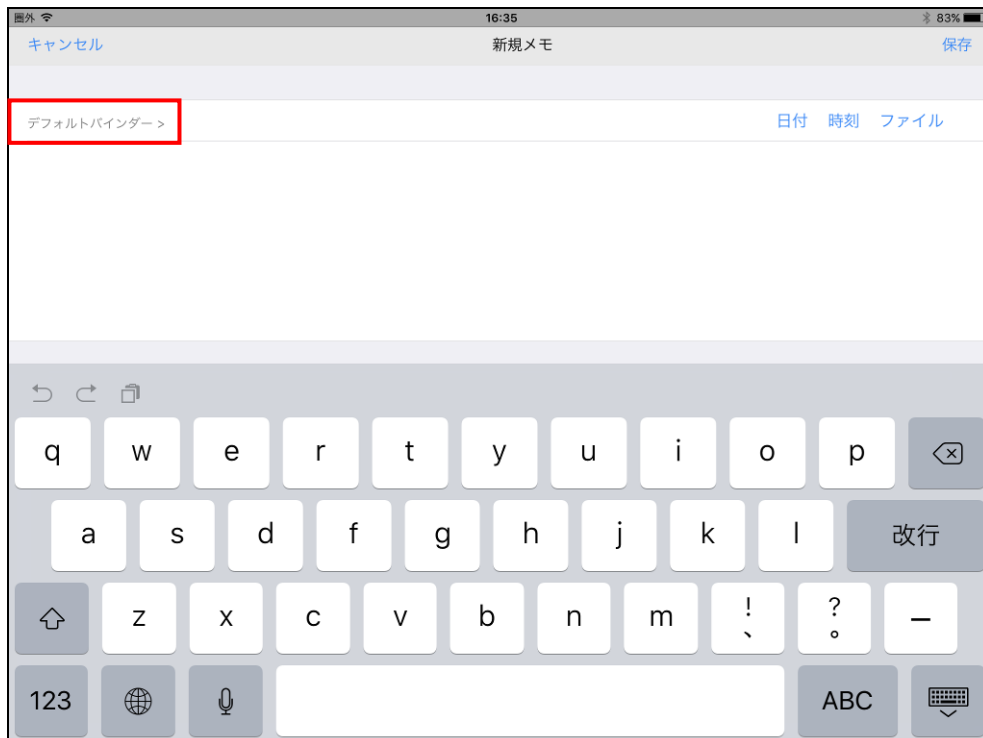 圏外 16:35 83%
キャンセル 新規メモ 保存
デフォルトバインダー > 日付 時刻 ファイル
q w e r t y u i o p
a s d f g h j k l 改行
z x c v b n m ! 、 ? 。 ー
123 ABC